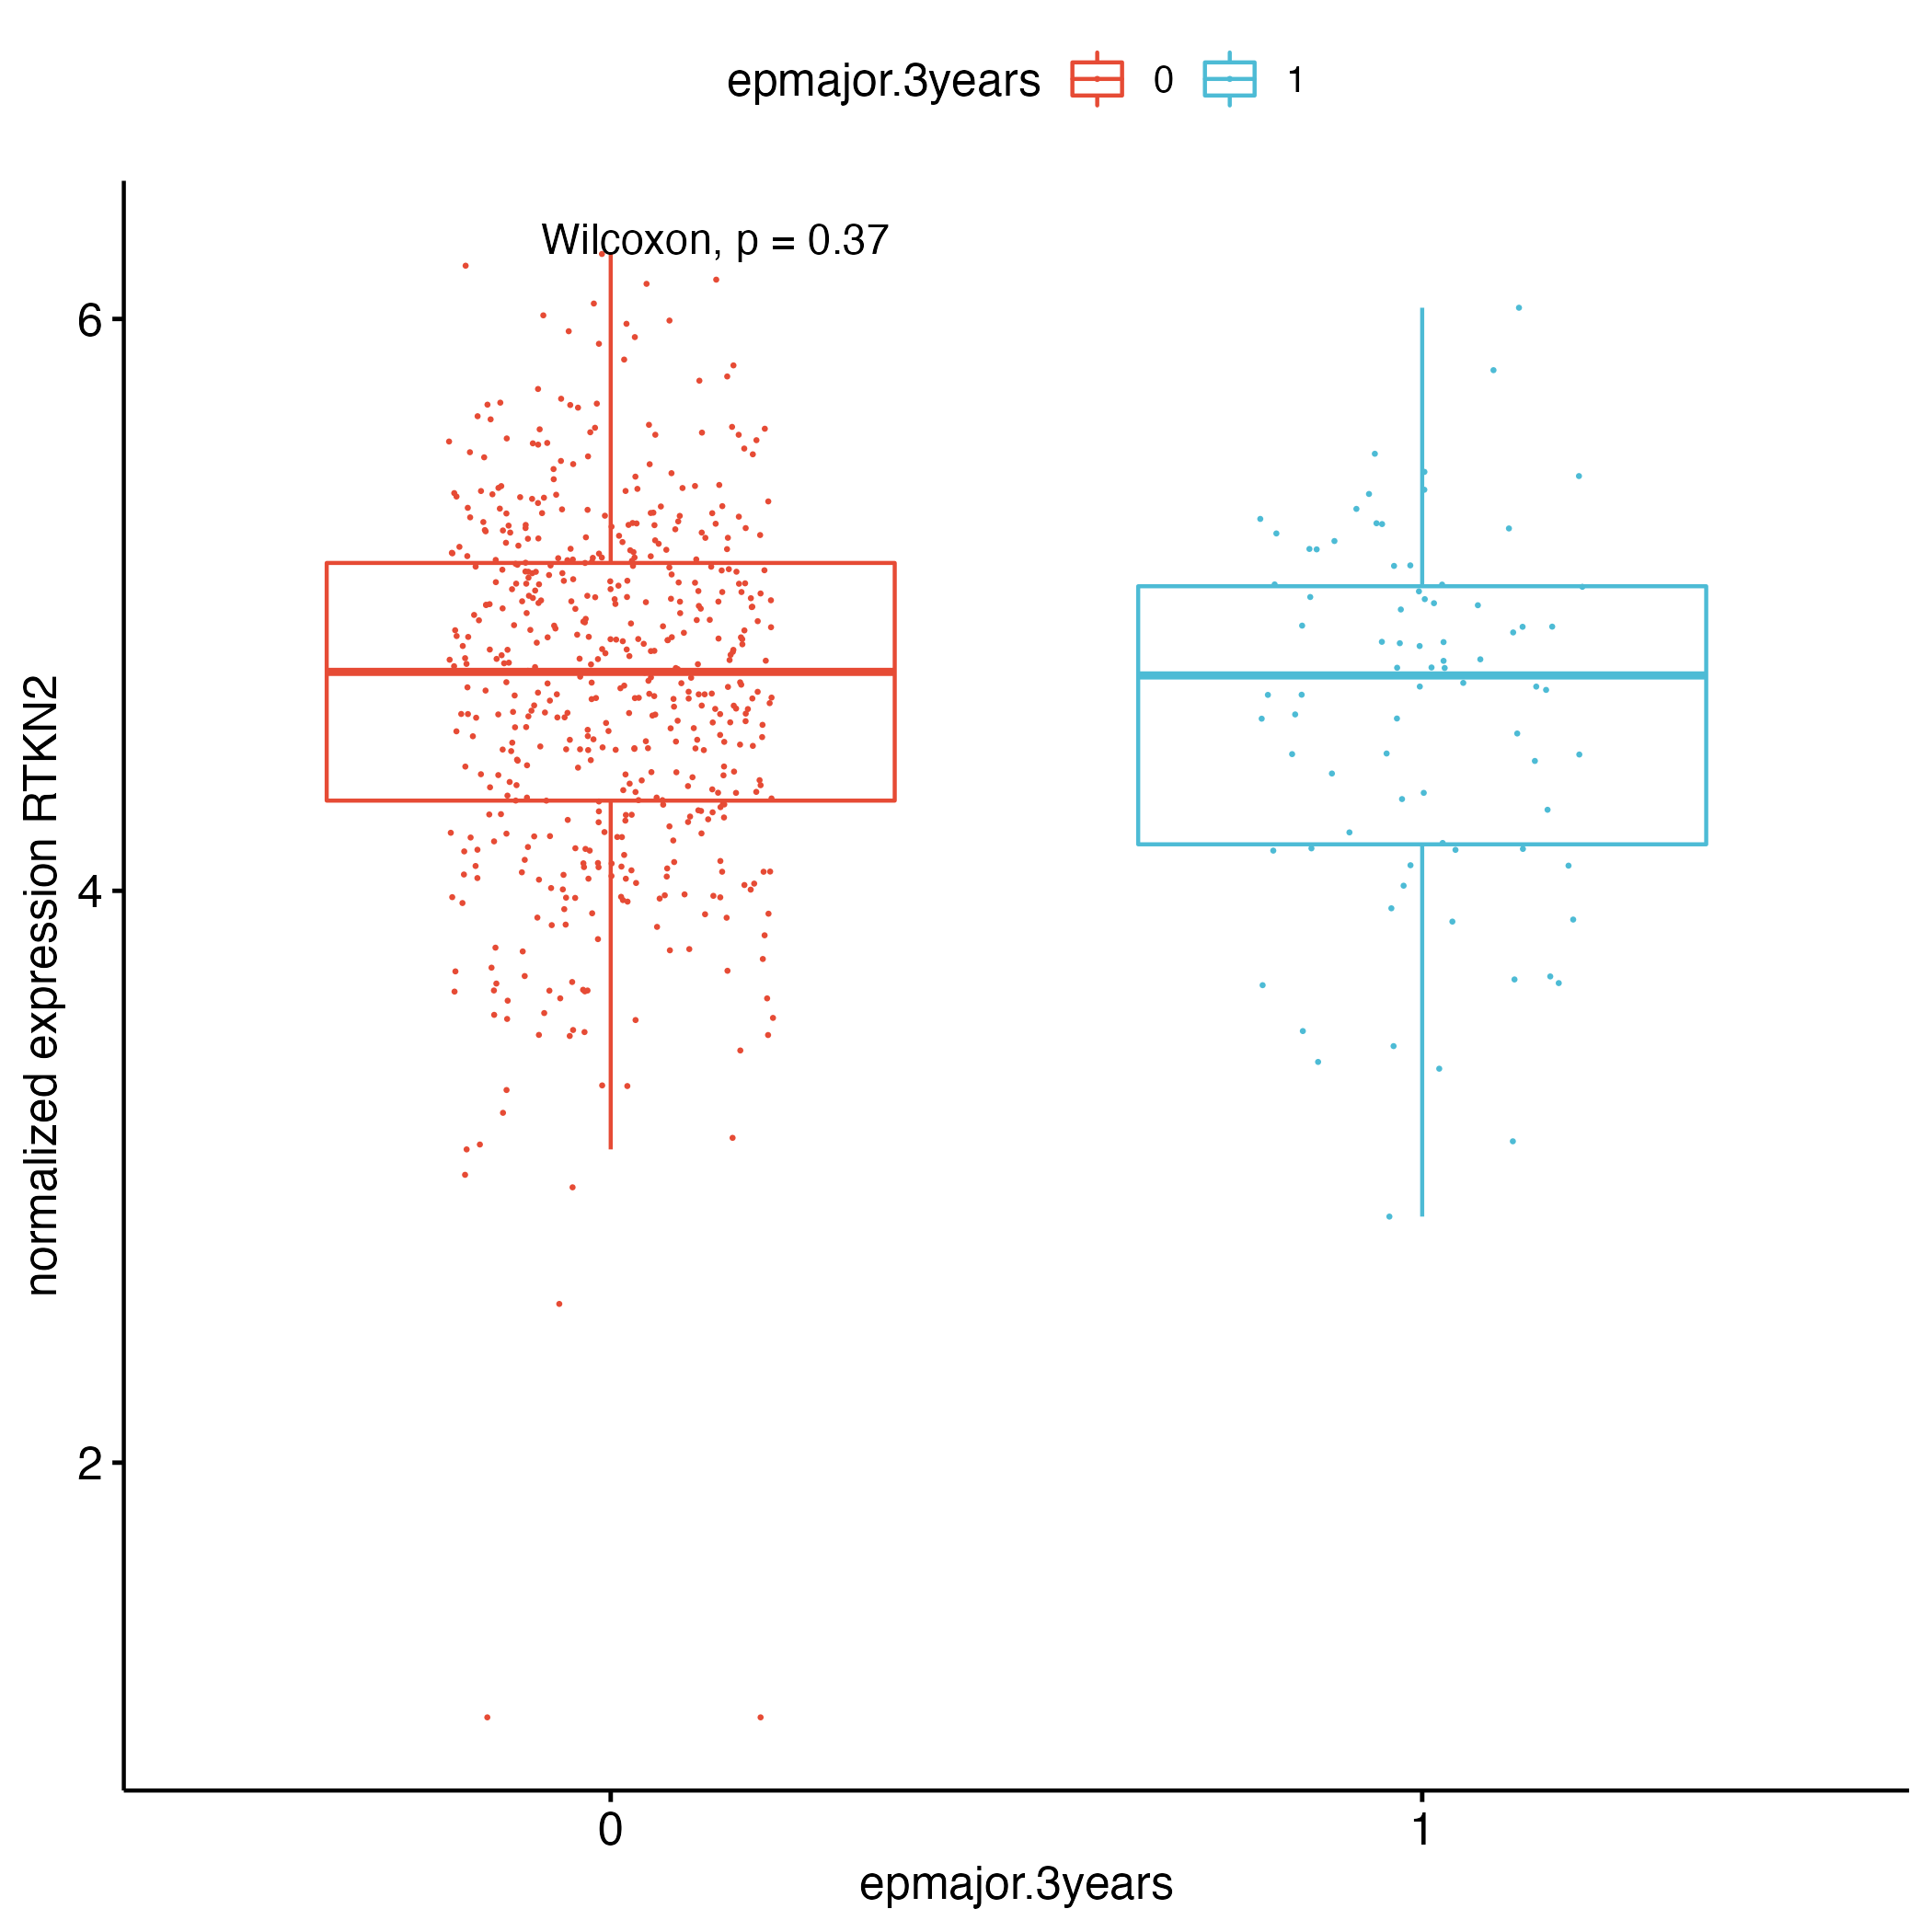 epmajor.3years 0 1
Wilcoxon, p = 0.37
normalized expression RTKN2
6
4
2
0 1
epmajor.3years